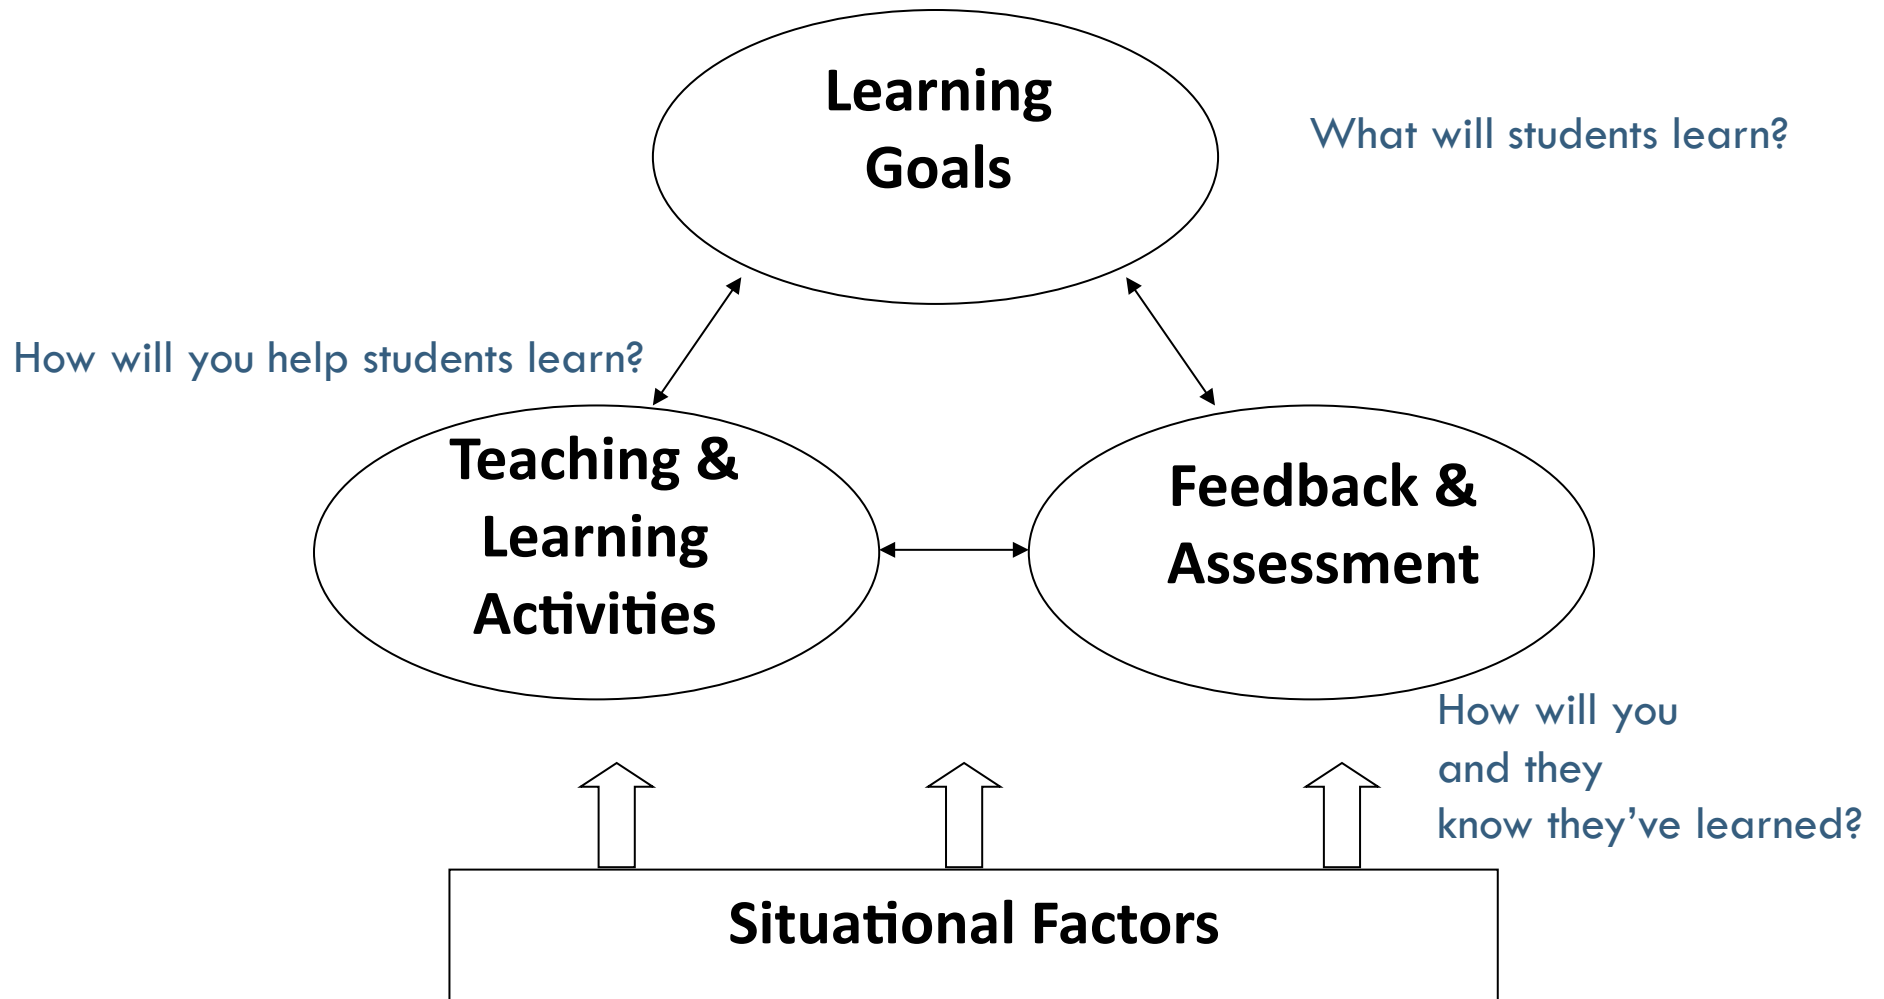 Learning
Goals
What will students learn?
How will you help students learn?
Teaching &
Learning
Activities
Feedback &
Assessment
How will you
and they
know they’ve learned?
Situational Factors